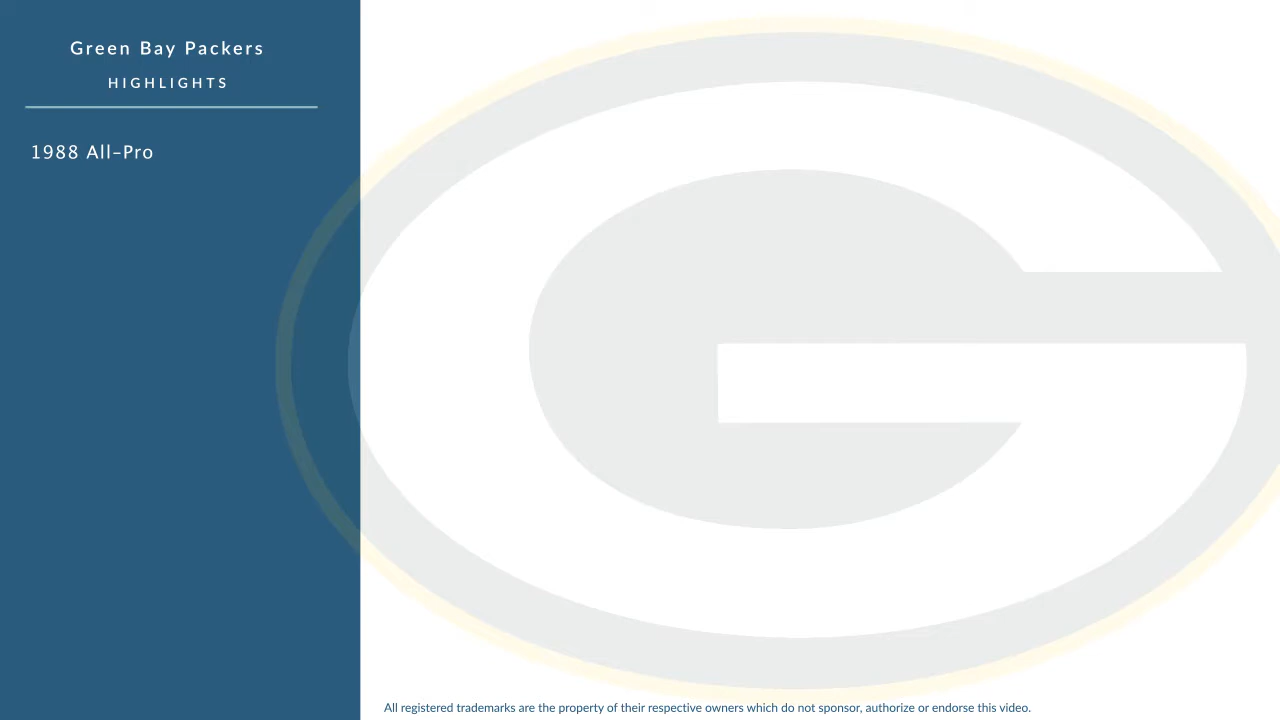 Green Bay Packers
HIGHLIGHTS
1988 All-Pro
All registered trademarks are the property of their respective owners which do not sponsor, authorize or endorse this video.